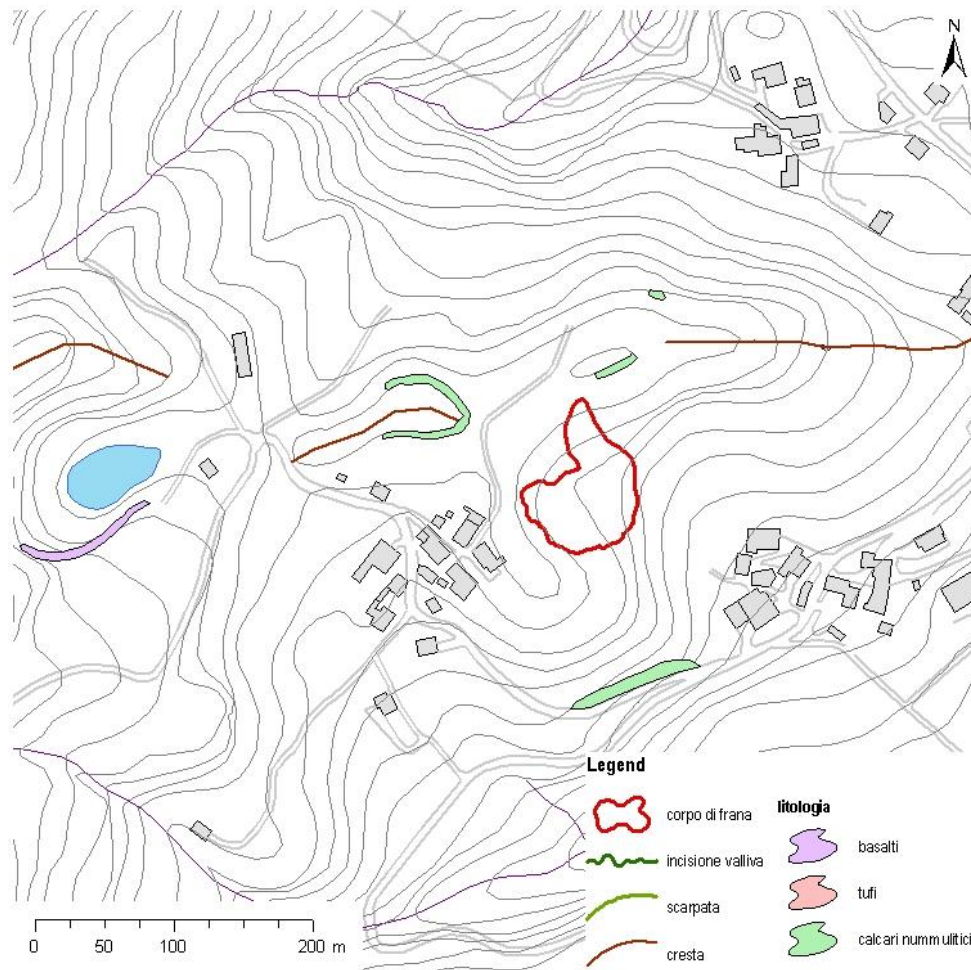 N
Legend
corpo di frana
incisione valliva
scarpata
cresta
litologia
basalti
tufi
calcari nummulitici
0 50 100 200 m